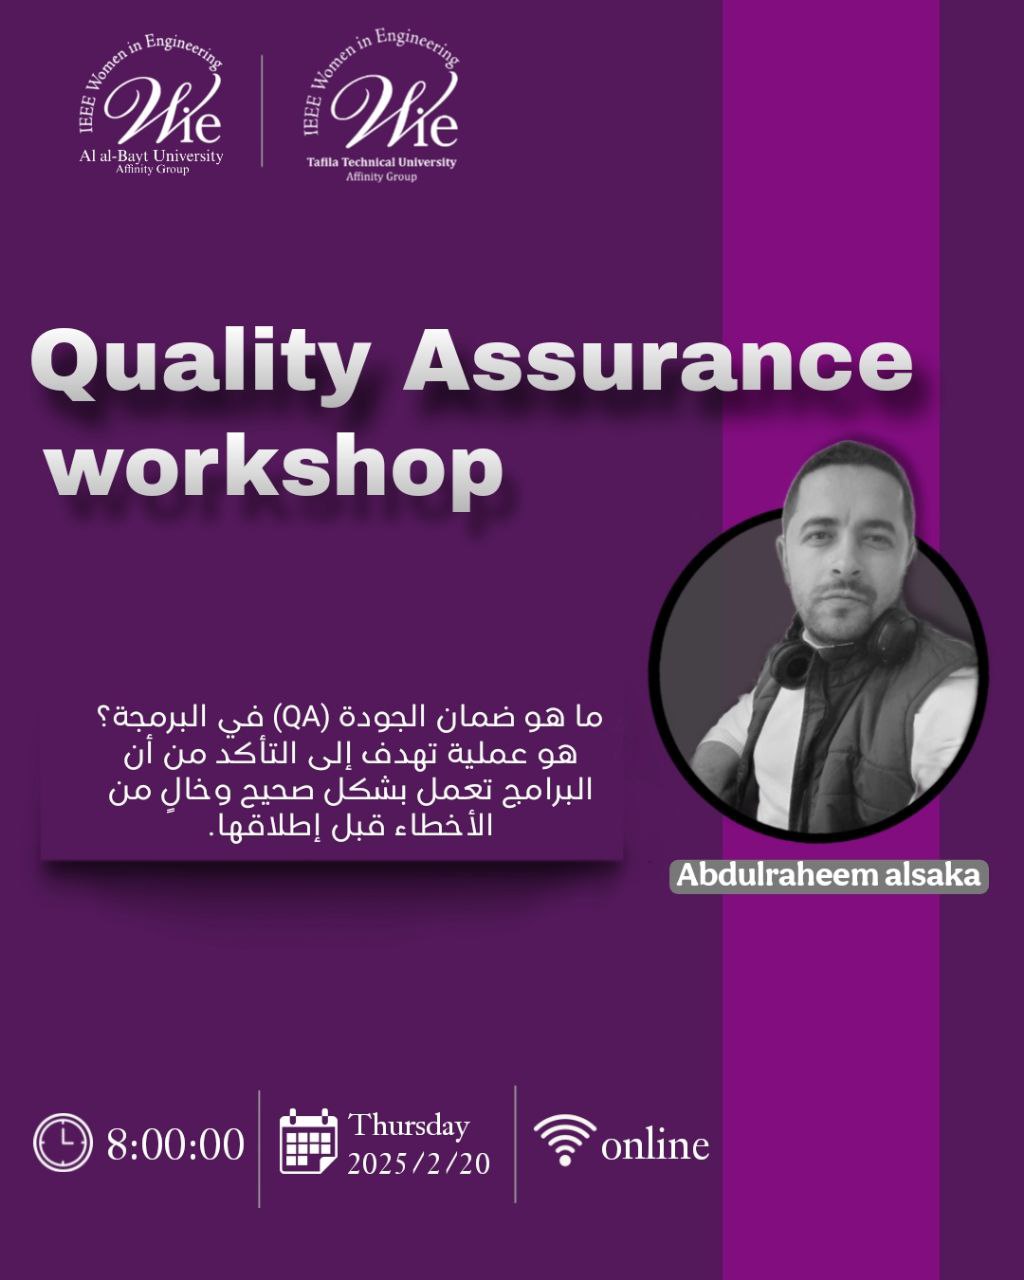 IEEE Women in Engineering
Wie
Al al-Bayt University
Affinity Group
IEEE Women in Engineering
Wie
Tafila Technical University
Affinity Group
Quality Assurance
workshop
ما هو ضمان الجودة (QA) في البرمجة؟
هو عملية تهدف إلى التأكد من أن
البرامج تعمل بشكل صحيح وخالٍ من
الأخطاء قبل إطلاقها.
Abdulraheem alsaka
8:00:00
Thursday
2025/2/20
online